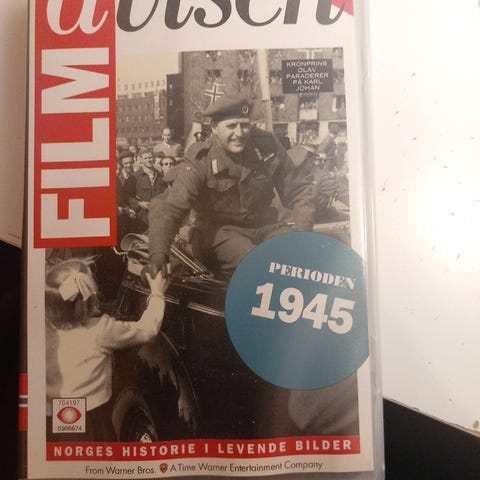 avisen
FILM
KRONPRINS
OLAV
PARADERER
PÅ KARL
JOHAN
PERIODEN
1945
704197
0906674
NORGES HISTORIE I LEVENDE BILDER
From Warner Bros. A Time Warner Entertainment Company